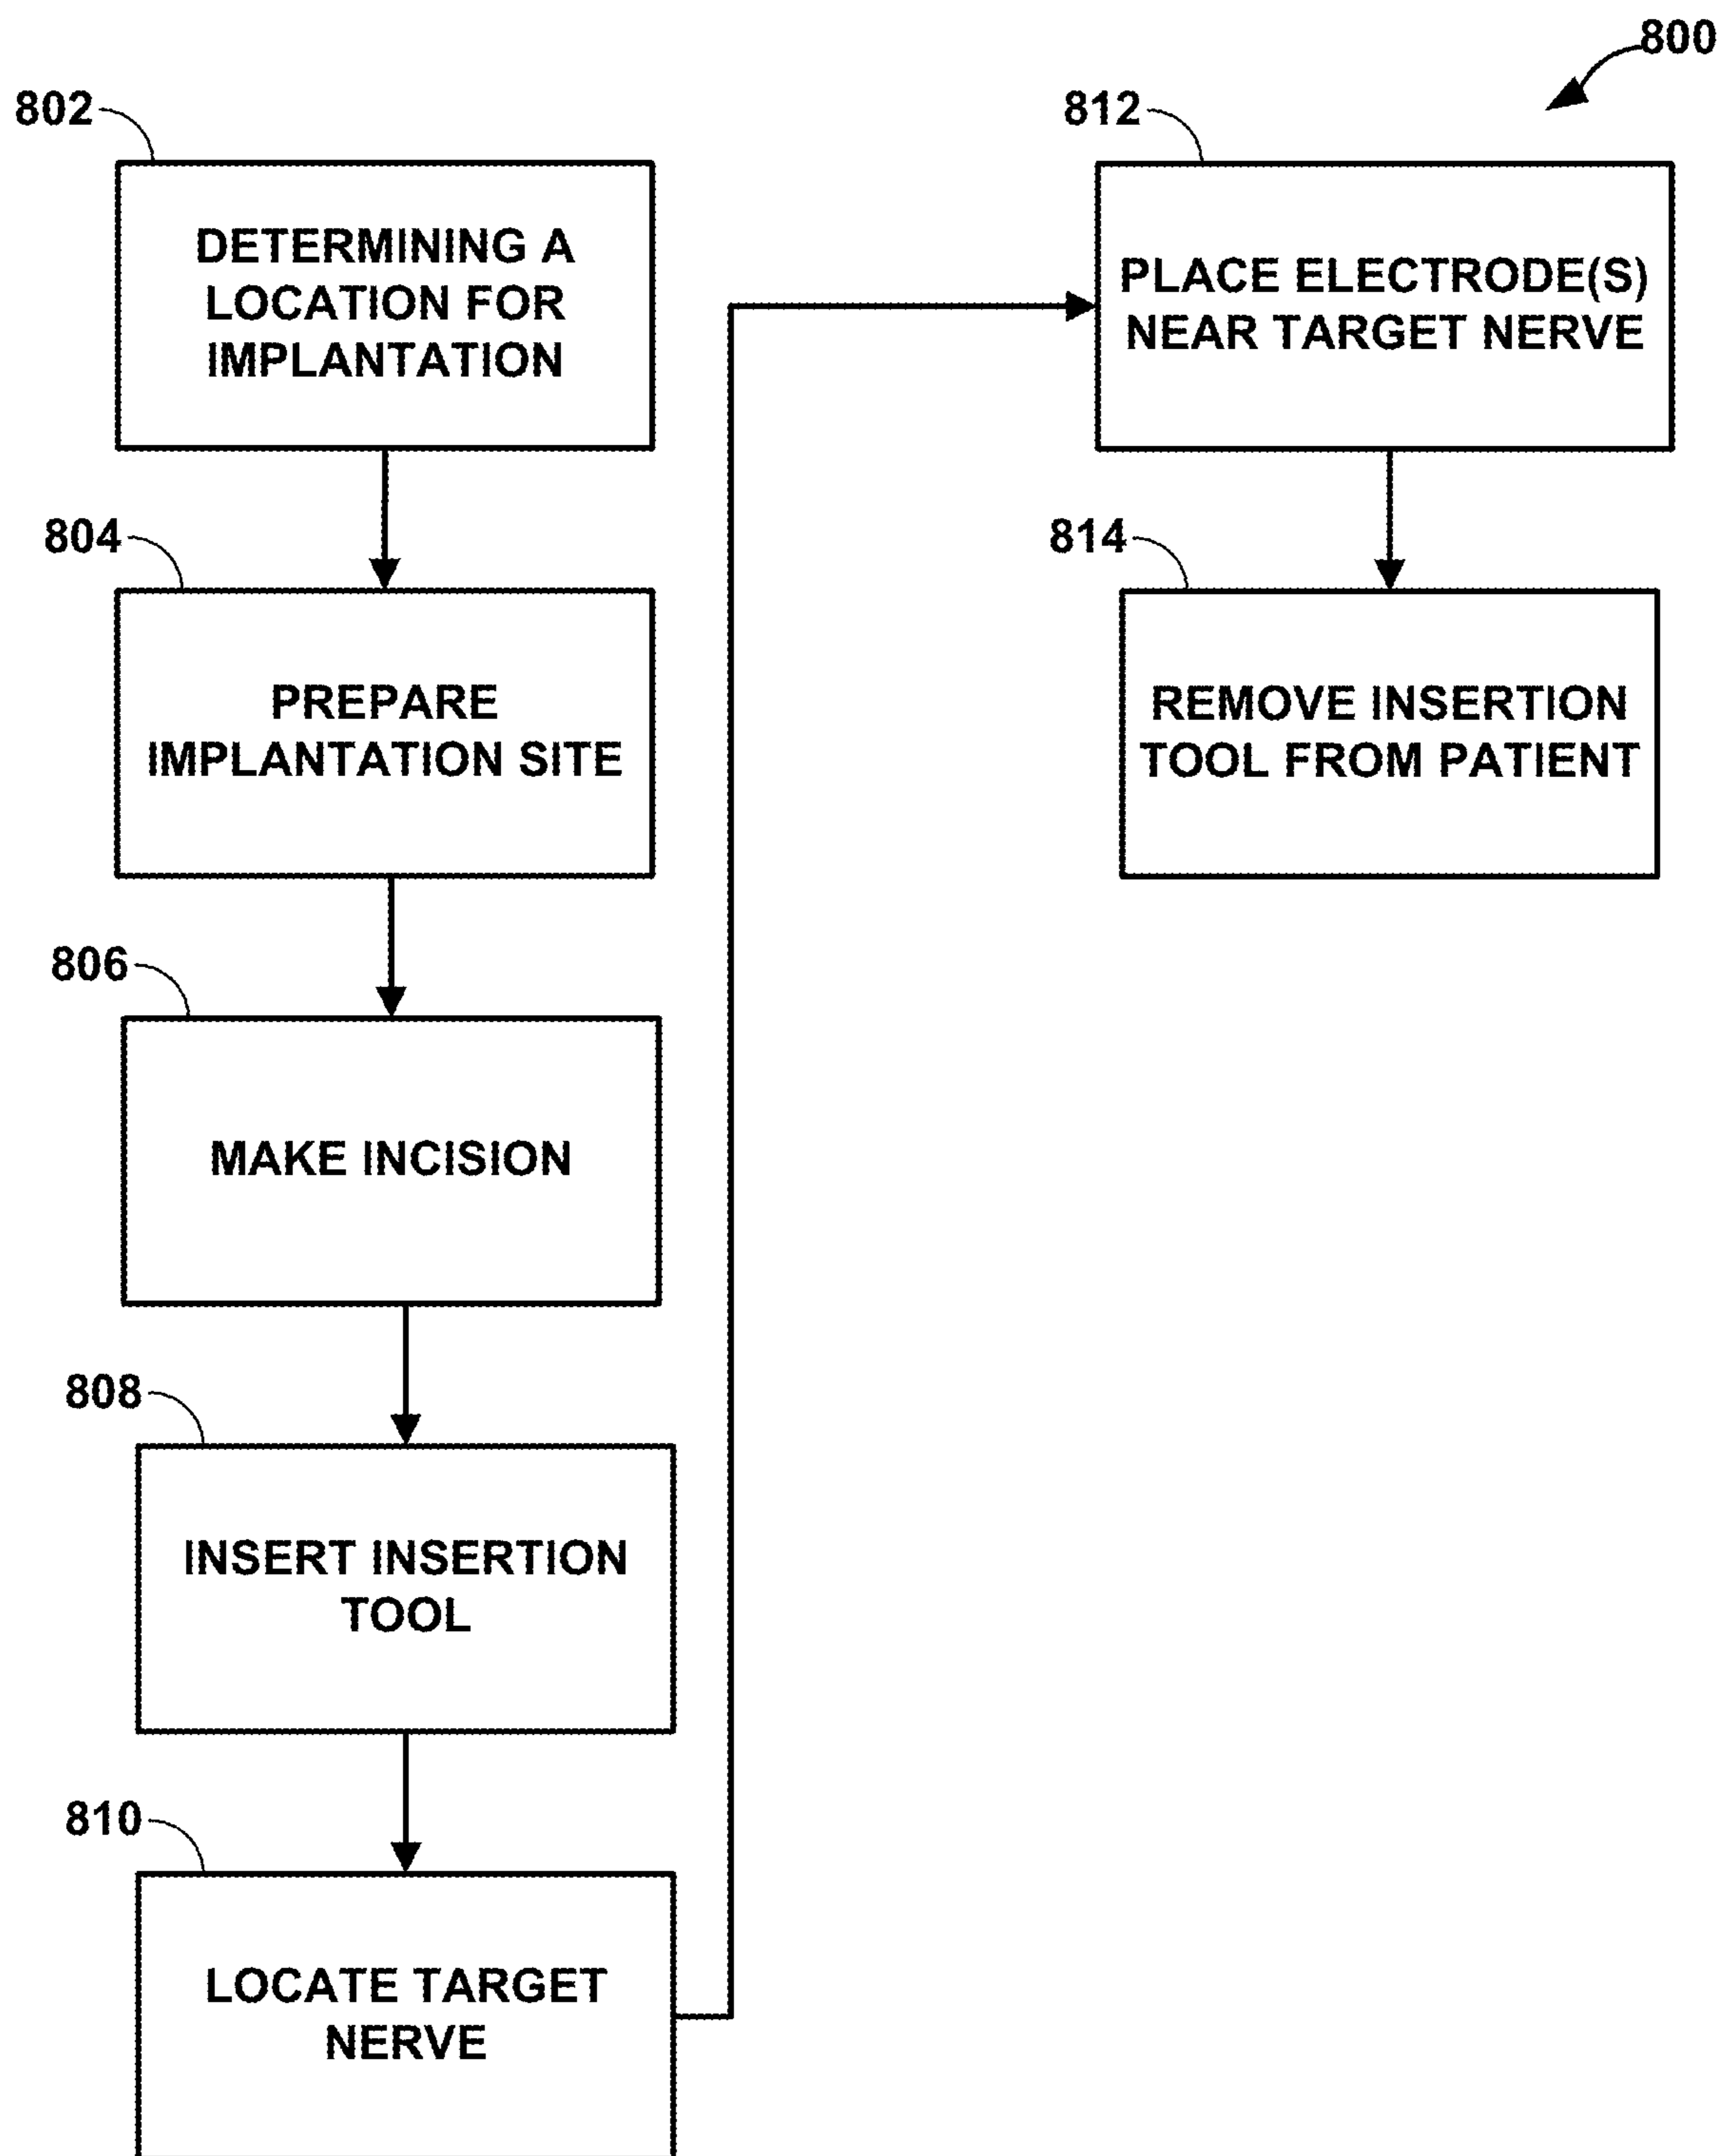 800
802
DETERMINING A
LOCATION FOR
IMPLANTATION
804
PREPARE
IMPLANTATION SITE
806
MAKE INCISION
808
INSERT INSERTION
TOOL
810
LOCATE TARGET
NERVE
812
PLACE ELECTRODE(S)
NEAR TARGET NERVE
814
REMOVE INSERTION
TOOL FROM PATIENT